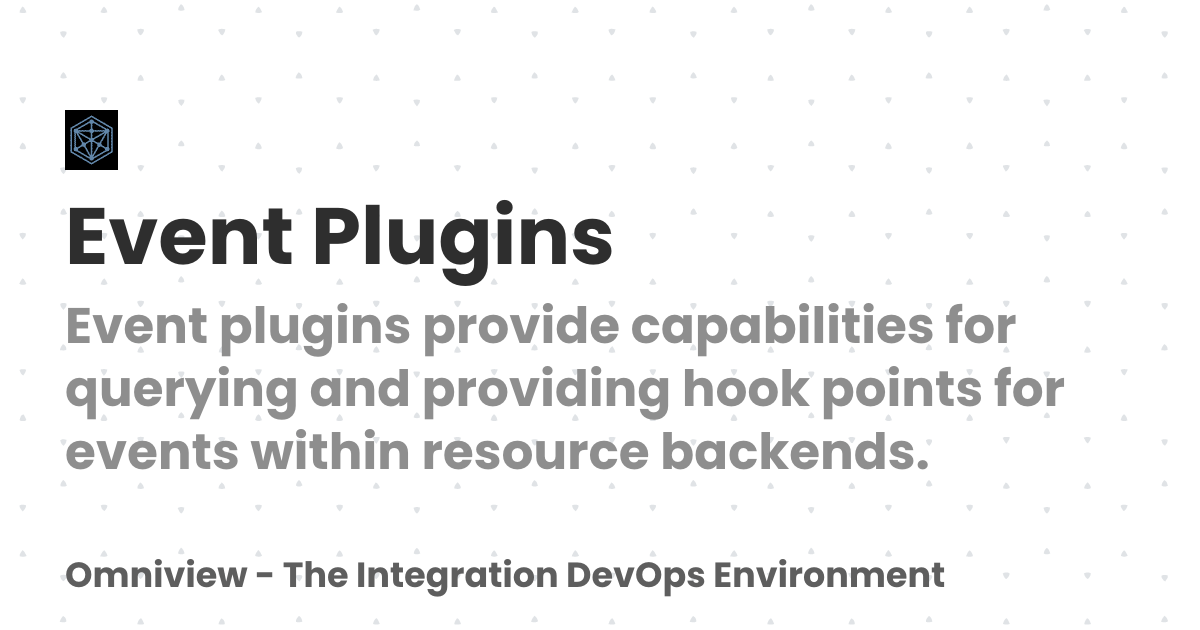 Event Plugins
Event plugins provide capabilities for
querying and providing hook points for
events within resource backends.
Omniview - The Integration DevOps Environment